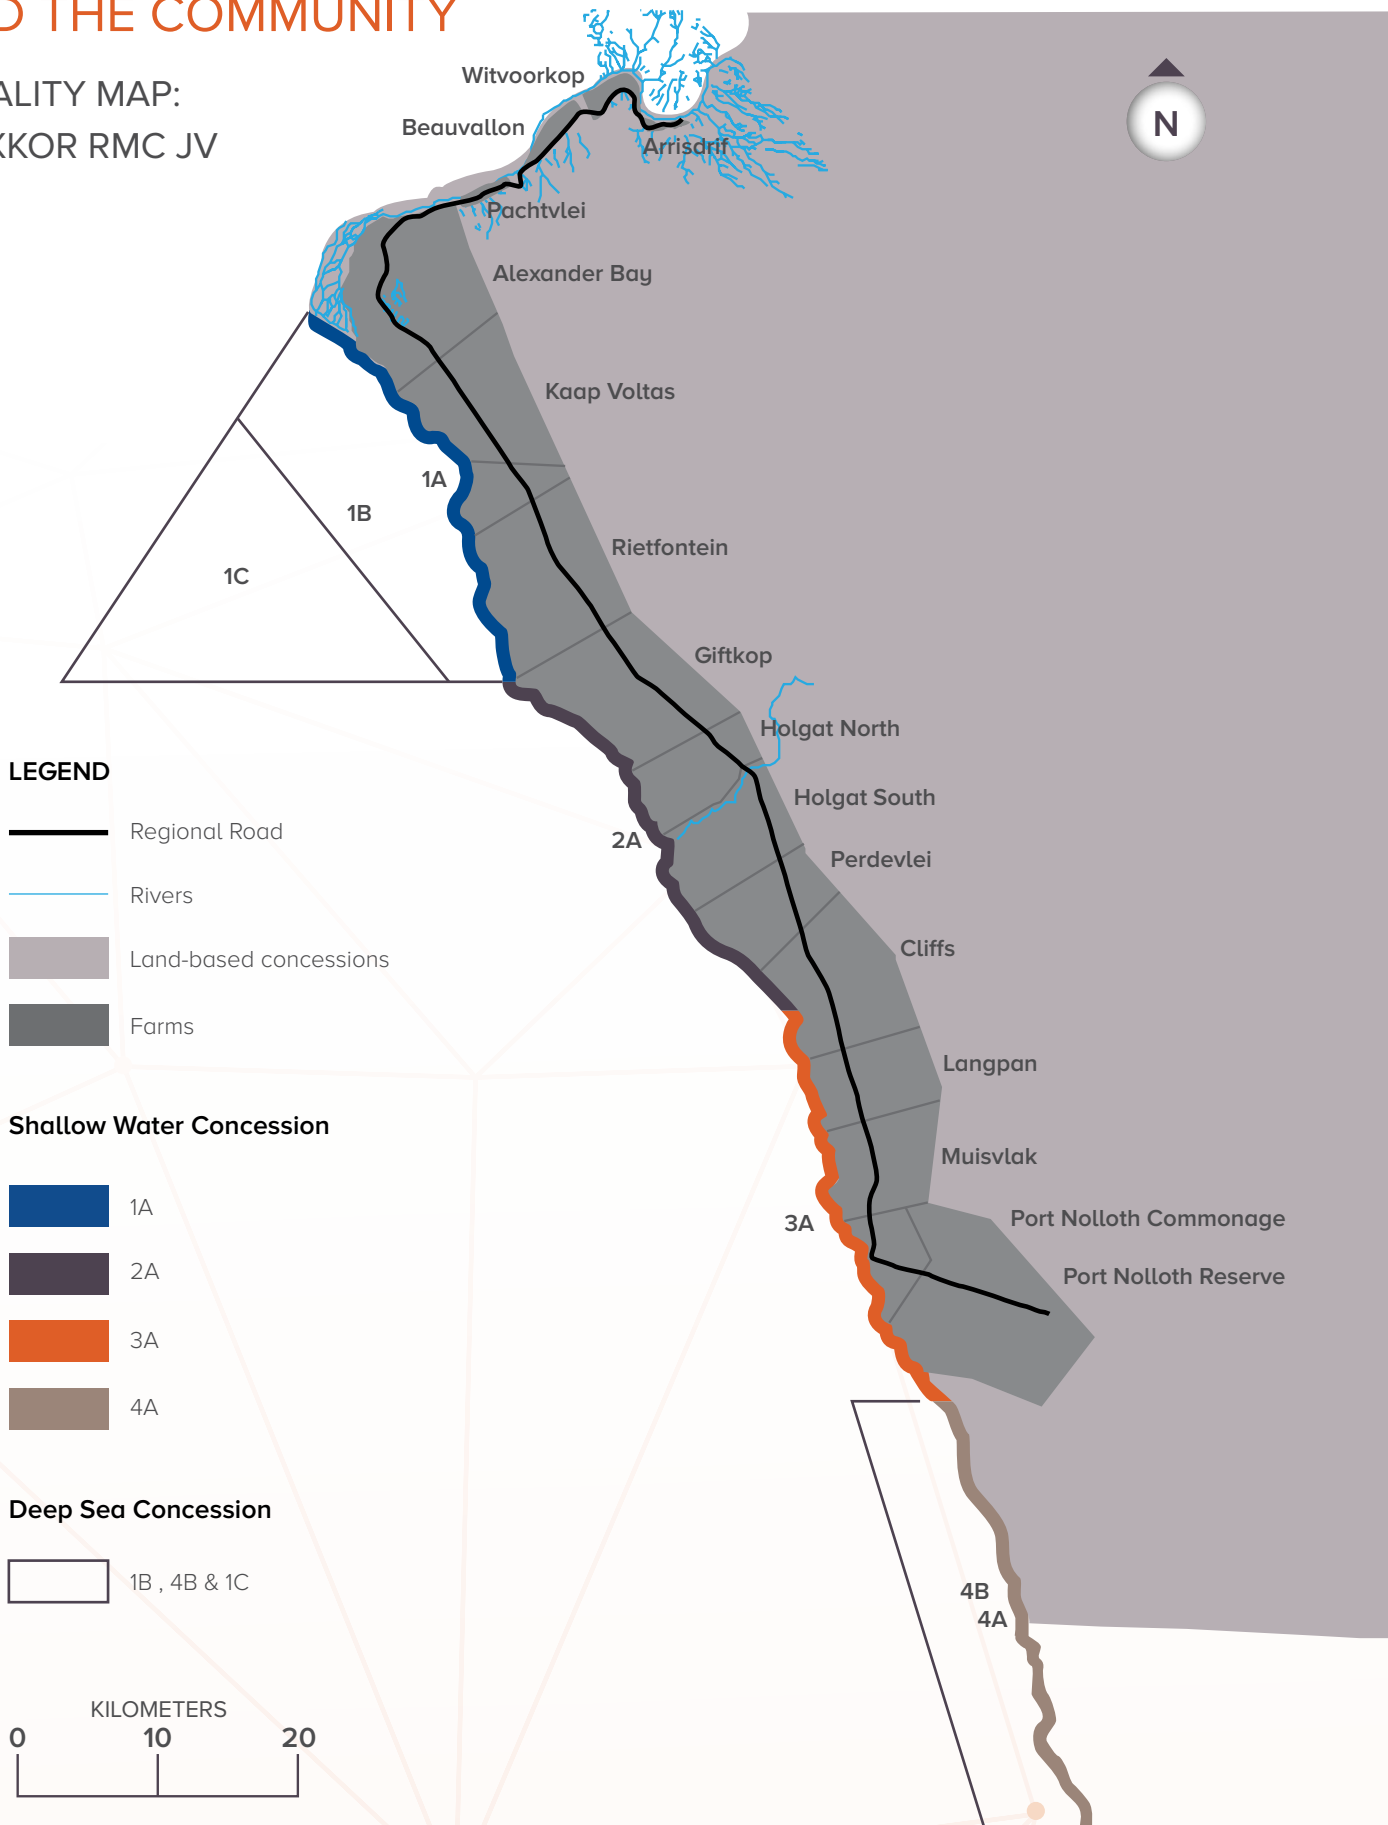 D THE COMMUNITY
ALITY MAP:
KKOR RMC JV
N
Witvoorkop
Beauvallon
Arrisdrif
Pachtvlei
Alexander Bay
Kaap Voltas
1A
1B
Rietfontein
1C
Giftkop
Holgat North
LEGEND
Holgat South
Regional Road
2A
Perdevlei
Rivers
Cliffs
Land-based concessions
Farms
Langpan
Shallow Water Concession
Muisvlak
1A
3A
Port Nolloth Commonage
2A
Port Nolloth Reserve
3A
4A
Deep Sea Concession
1B , 4B & 1C
4B
4A
KILOMETERS
0 10 20